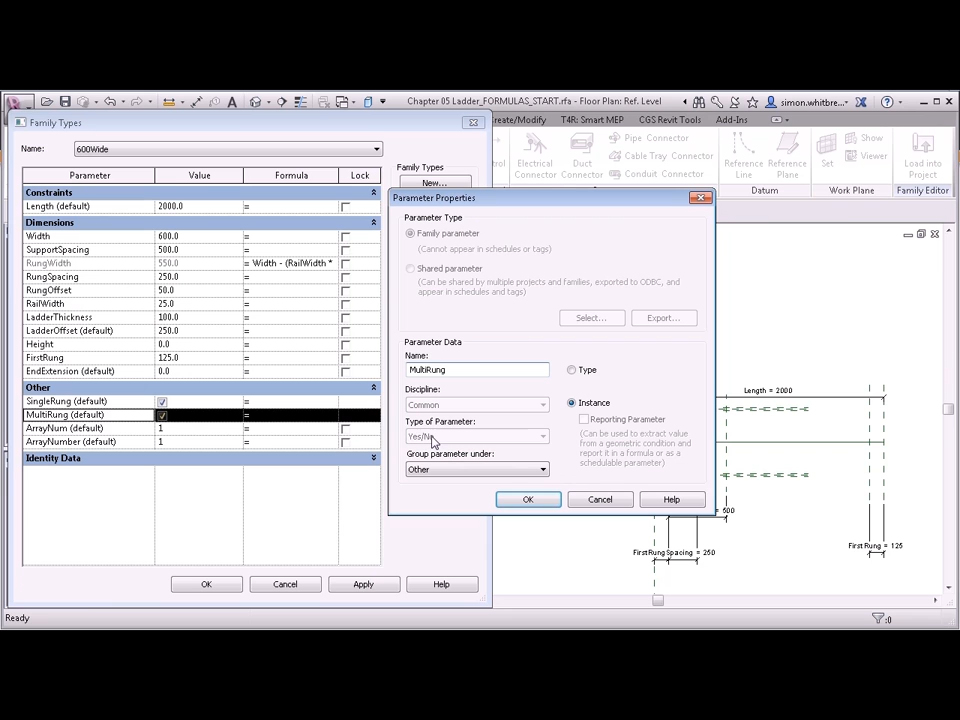 Chapter 05 Ladder_FORMULAS_START.rfa - Floor Plan: Ref. Level
simon.whitbre...
Family Types
Create/Modify
T4R: Smart MEP
CGS Revit Tools
Add-Ins
Name:
600Wide
Electrical Connector
Duct Connector
Pipe Connector
Cable Tray Connector
Conduit Connector
Reference Line
Reference Plane
Set
Show
Viewer
Load into Project
Datum
Work Plane
Family Editor
Parameter
Value
Formula
Lock
Family Types
New...
Constraints
Length (default)
2000.0
=
Dimensions
Width
600.0
=
SupportSpacing
500.0
=
RungWidth
550.0
= Width - (RailWidth *
RungSpacing
250.0
=
RungOffset
50.0
=
RailWidth
25.0
=
LadderThickness
100.0
=
LadderOffset (default)
250.0
=
Height
0.0
=
FirstRung
125.0
=
EndExtension (default)
0.0
=
Other
SingleRung (default)
=
MultiRung (default)
=
ArrayNum (default)
1
=
ArrayNumber (default)
1
=
Identity Data
OK
Cancel
Apply
Help
Parameter Properties
Parameter Type
Family parameter
(Cannot appear in schedules or tags)
Shared parameter
(Can be shared by multiple projects and families, exported to ODBC, and
appear in schedules and tags)
Select...
Export...
Parameter Data
Name:
MultiRung
Type
Discipline:
Common
Instance
Reporting Parameter
Type of Parameter:
Yes/No
(Can be used to extract value
from a geometric condition and
report it in a formula or as a
schedulable parameter)
Group parameter under:
Other
OK
Cancel
Help
Length = 2000
FirstRung Spacing = 250
First Rung = 125
Ready
:0